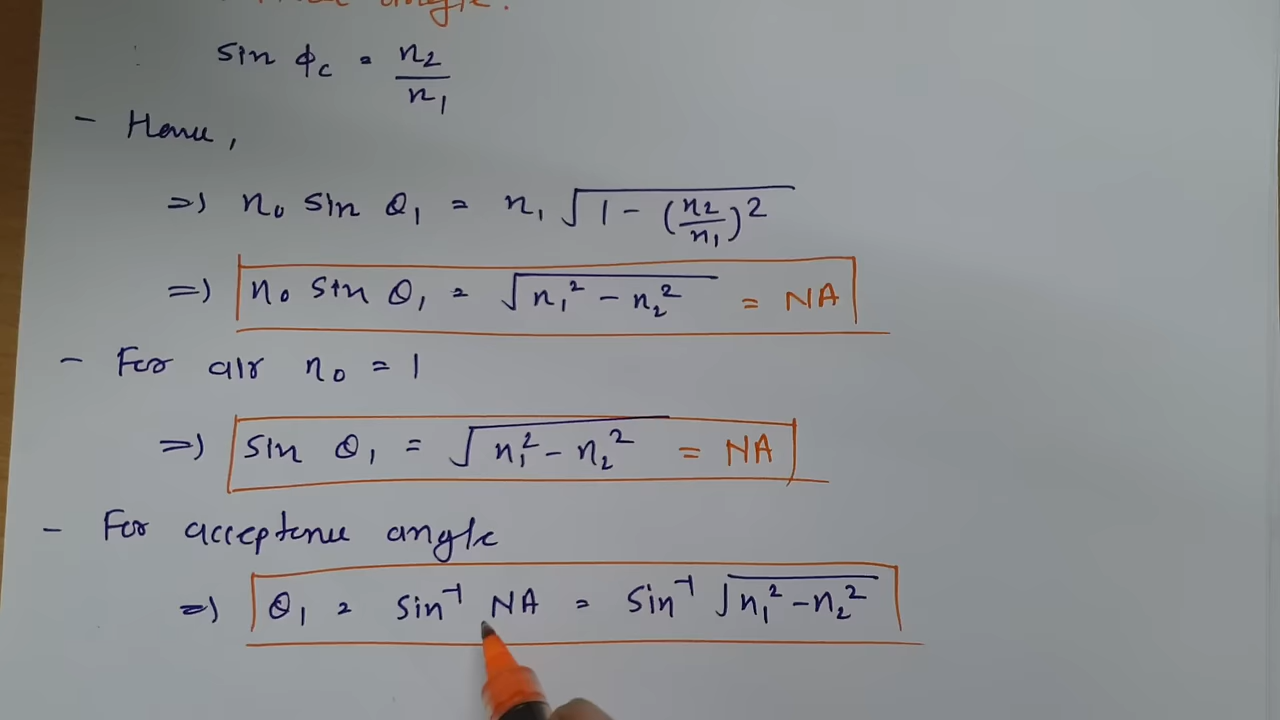 angle.
sin φc = n2/n1
- Hence,
=> n0 sin θ1 = n1 √(1 - (n2/n1)²)
=> n0 sin θ1 = √(n1² - n2²) = NA
- For air n0 = 1
=> sin θ1 = √(n1² - n2²) = NA
- For acceptance angle
=> θ1 = sin⁻¹ NA = sin⁻¹ √(n1² - n2²)